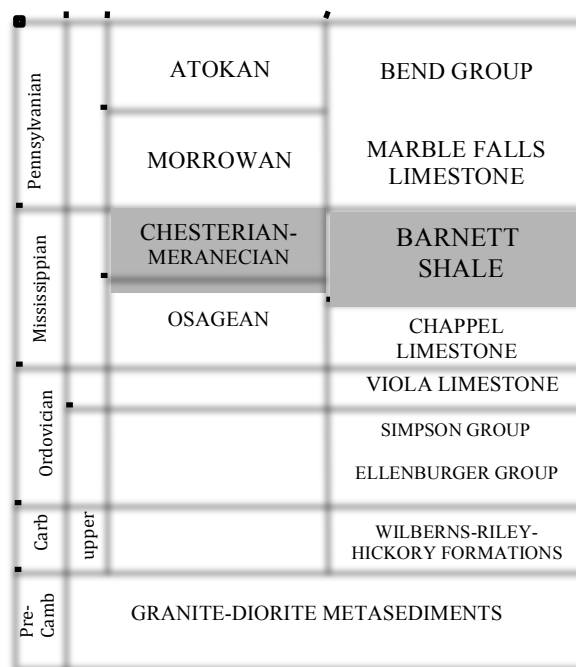 Pennsylvanian
ATOKAN
BEND GROUP
MORROWAN
MARBLE FALLS
LIMESTONE
Mississippian
CHESTERIAN-
MERANECIAN
BARNETT
SHALE
OSAGEAN
CHAPPEL
LIMESTONE
Ordovician
VIOLA LIMESTONE
SIMPSON GROUP
ELLENBURGER GROUP
Carb
upper
WILBERNS-RILEY-
HICKORY FORMATIONS
Pre-
Camb
GRANITE-DIORITE METASEDIMENTS